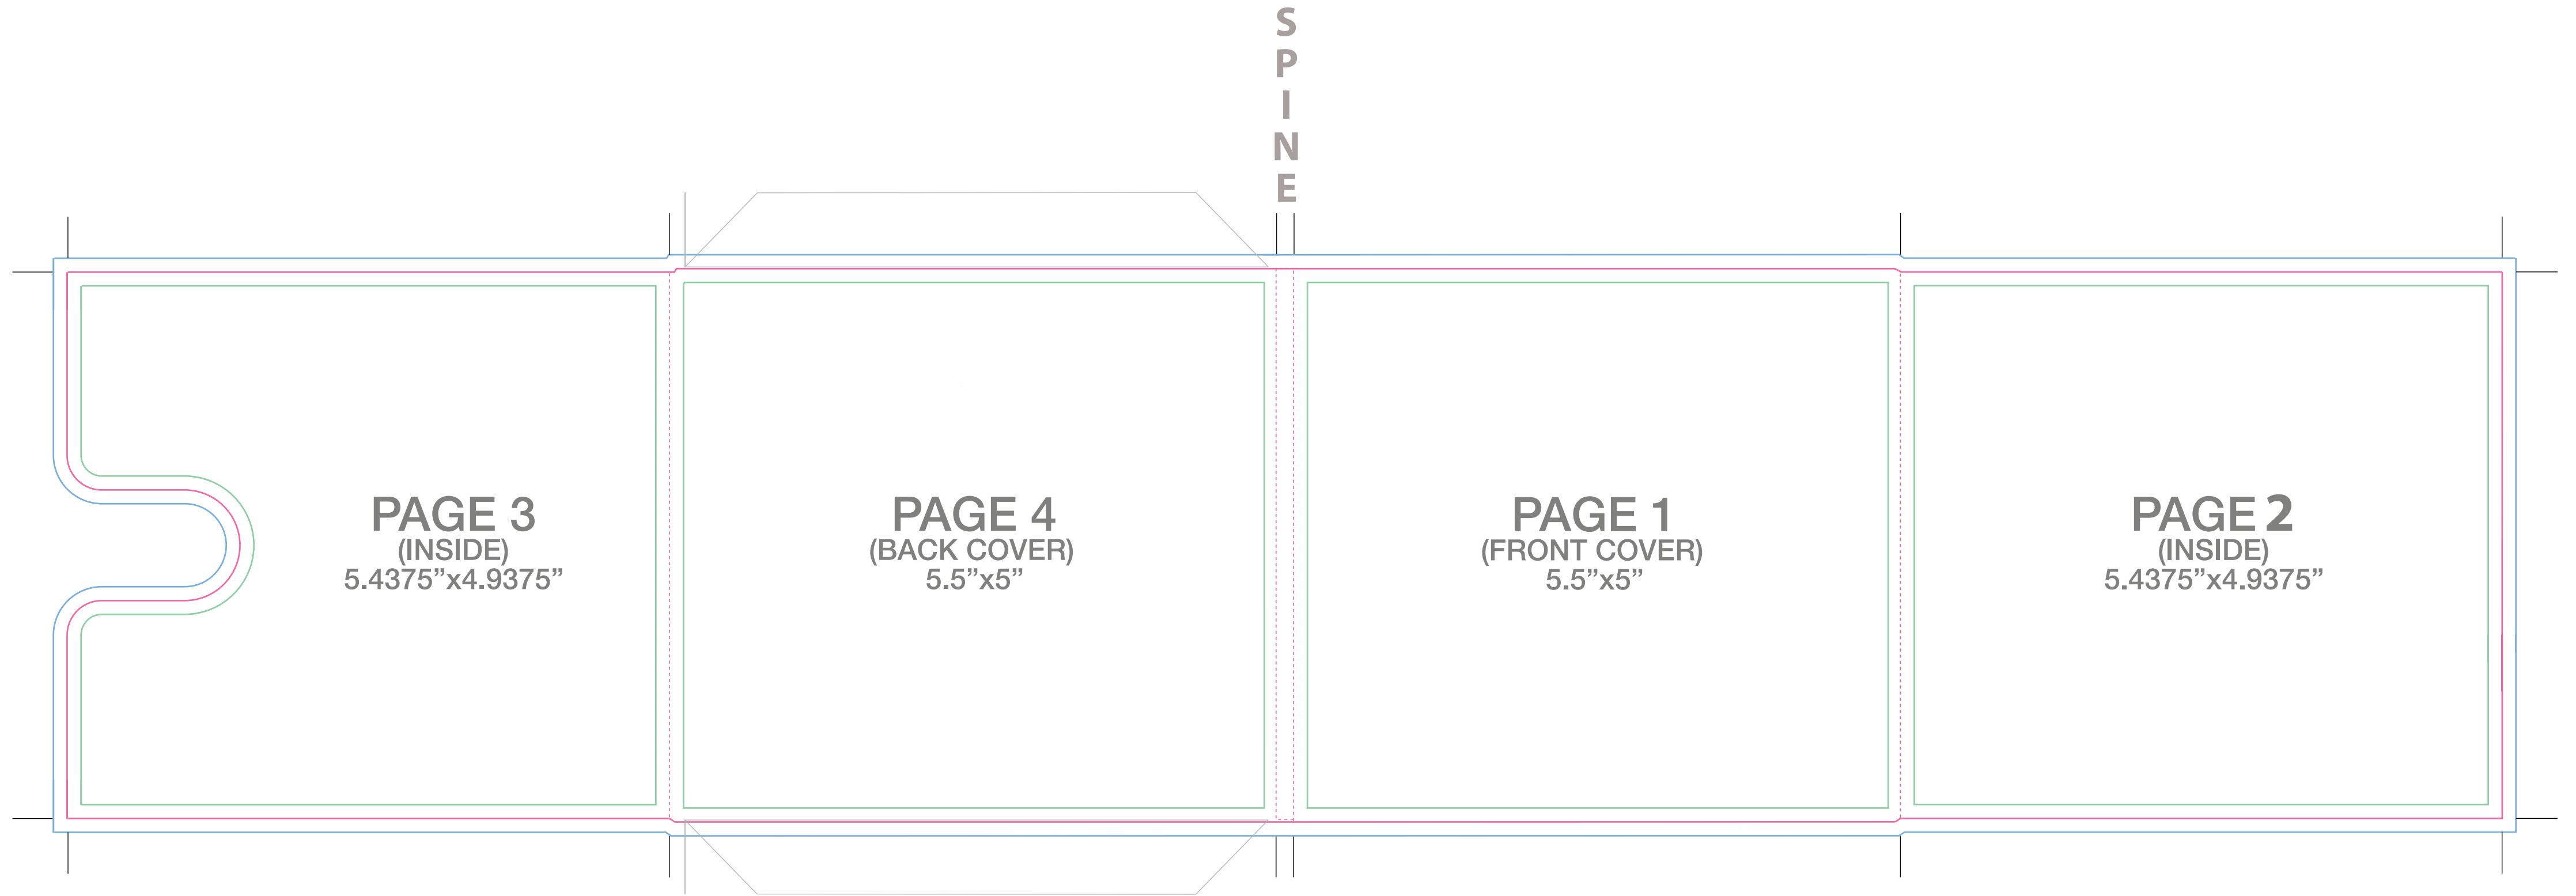 SPINE
PAGE 3
(INSIDE)
5.4375”x4.9375”
PAGE 4
(BACK COVER)
5.5”x5”
PAGE 1
(FRONT COVER)
5.5”x5”
PAGE 2
(INSIDE)
5.4375”x4.9375”